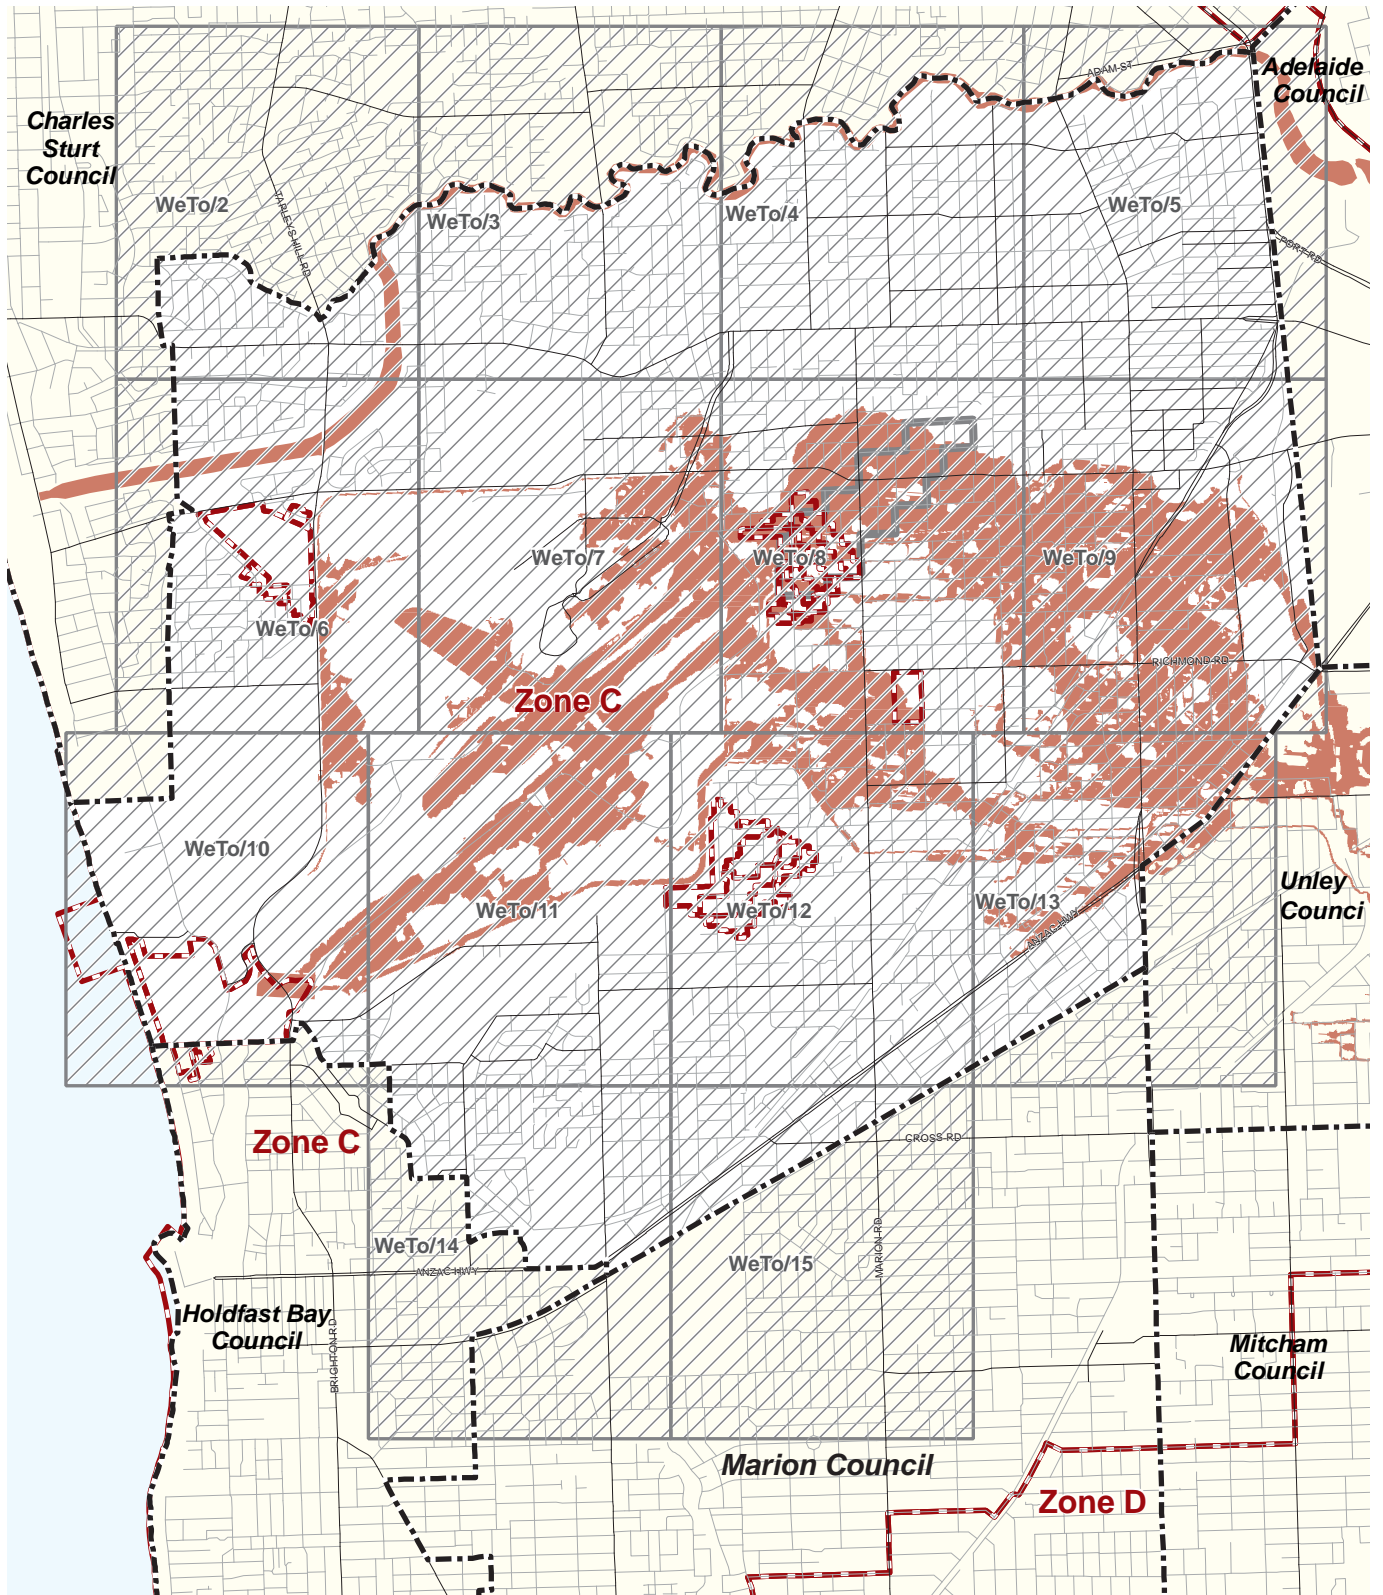 ADAM ST
Adelaide
Council
Charles
Sturt
Council
WeTo/2
WeTo/3
WeTo/4
WeTo/5
TAPLEYS HILL RD
PORT RD
WeTo/6
WeTo/7
WeTo/8
WeTo/9
RICHMOND RD
Zone C
WeTo/10
WeTo/11
WeTo/12
WeTo/13
ANZAC HWY
Unley
Counci
Zone C
CROSS RD
WeTo/14
WeTo/15
MARION RD
ANZAC HWY
Holdfast Bay
Council
BRIGHTON RD
Mitcham
Council
Marion Council
Zone D